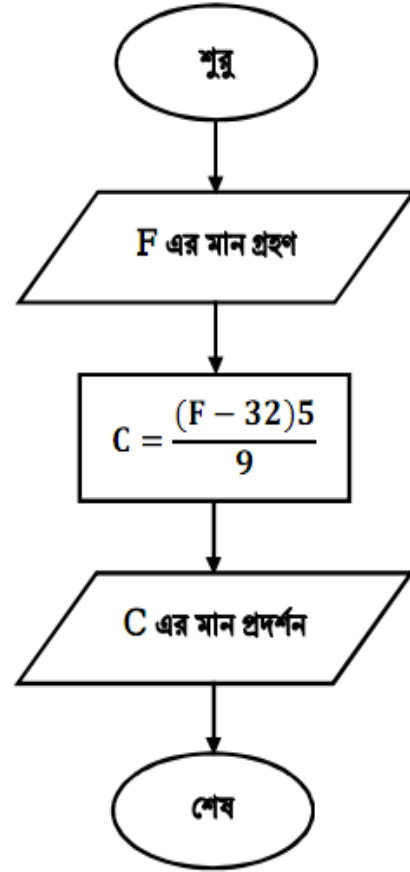 শুরু
F এর মান গ্রহণ
C = (F − 32)5 / 9
C এর মান প্রদর্শন
শেষ